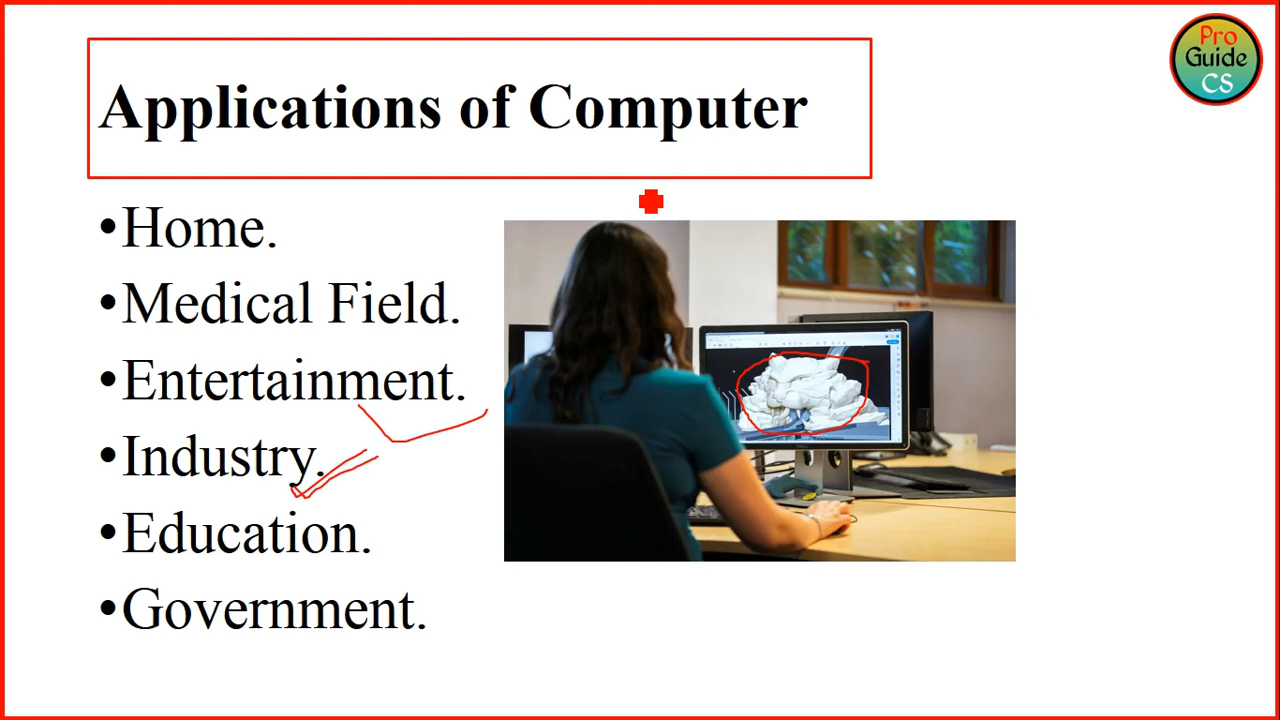 Pro
Guide
CS
Applications of Computer
•Home.
•Medical Field.
•Entertainment.
•Industry.
•Education.
•Government.